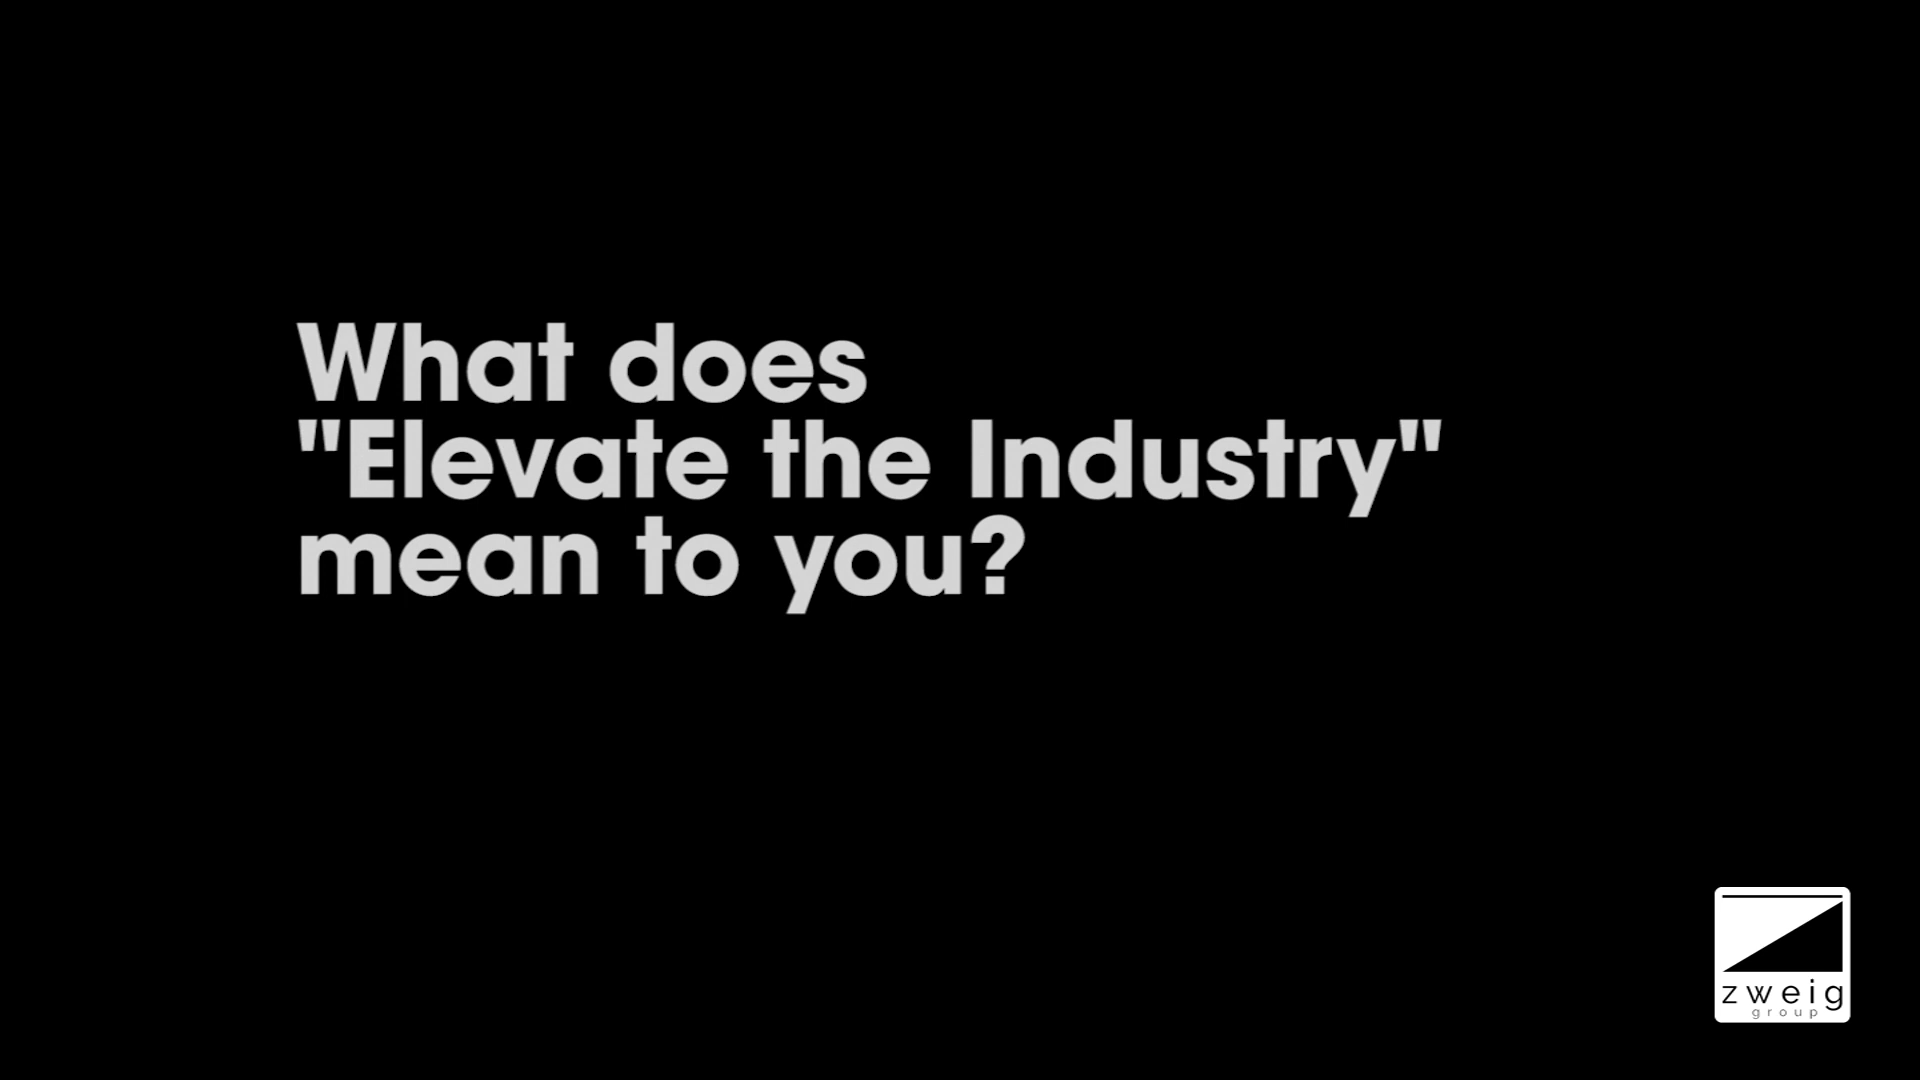 What does
"Elevate the Industry"
mean to you?
zweig
group